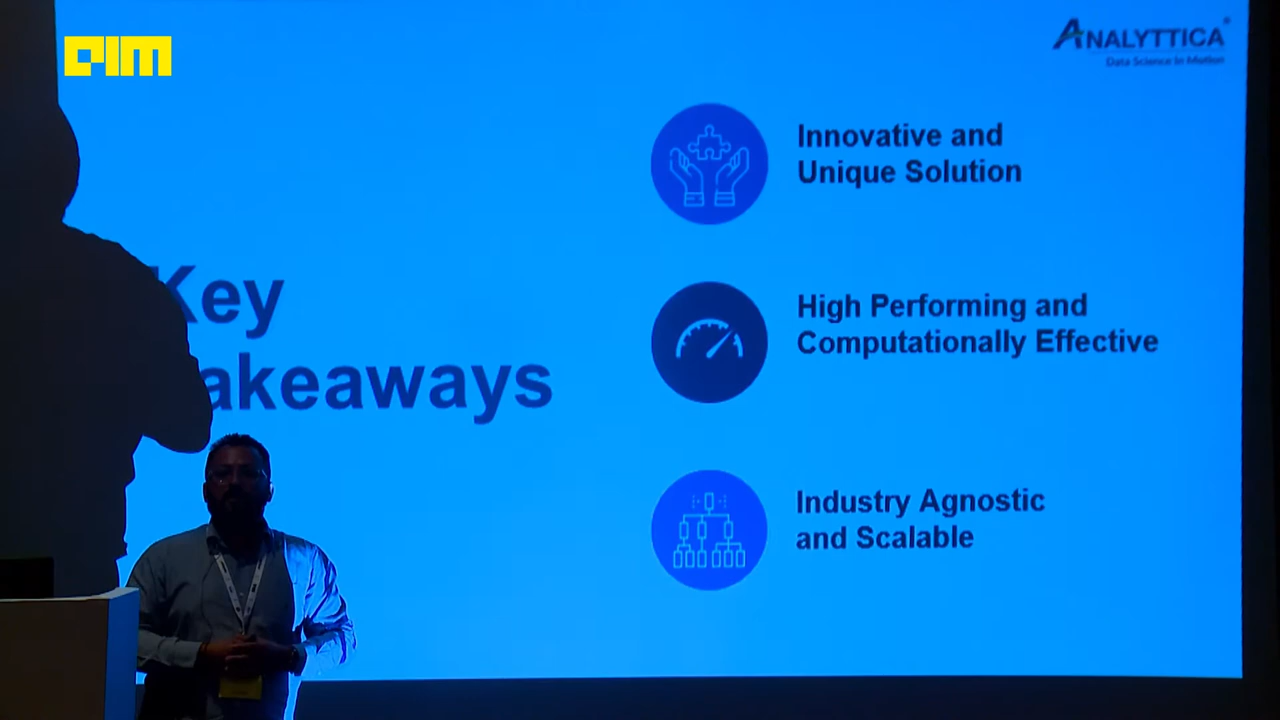 AIM
ANALYTTICA
Data Science in Motion
Key
akeaways
Innovative and
Unique Solution
High Performing and
Computationally Effective
Industry Agnostic
and Scalable